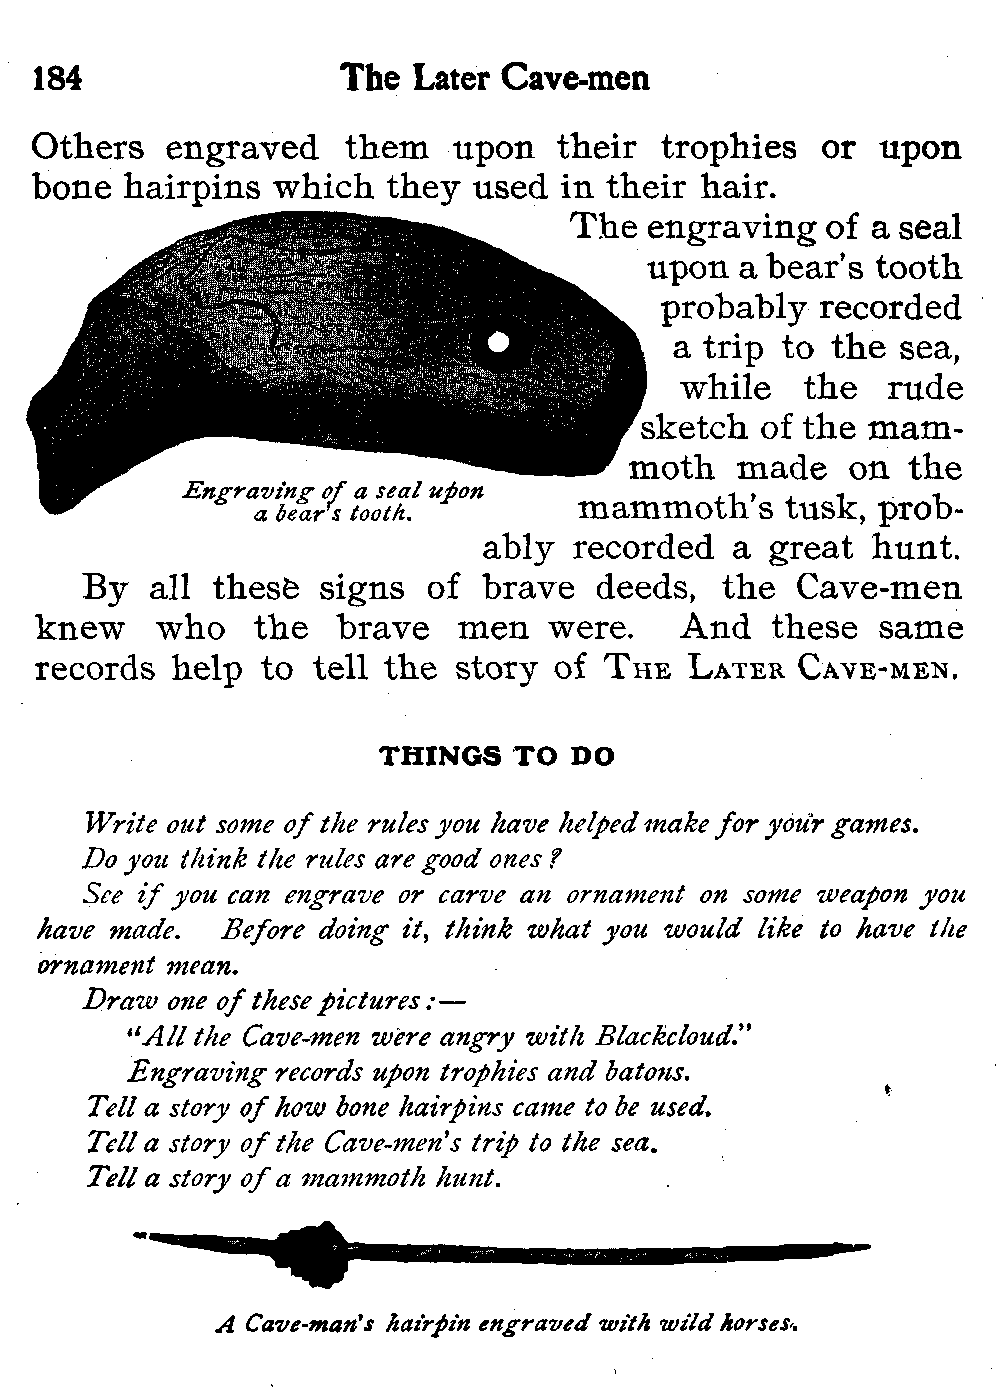 184 The Later Cave-men
Others engraved them upon their trophies or upon
bone hairpins which they used in their hair.
The engraving of a seal
upon a bear's tooth
probably recorded
a trip to the sea,
while the rude
sketch of the mam-
moth made on the
mammoth's tusk, prob-
ably recorded a great hunt.
Engraving of a seal upon
a bear's tooth.
By all these signs of brave deeds, the Cave-men
knew who the brave men were. And these same
records help to tell the story of THE LATER CAVE-MEN.
THINGS TO DO
Write out some of the rules you have helped make for your games.
Do you think the rules are good ones?
See if you can engrave or carve an ornament on some weapon you
have made. Before doing it, think what you would like to have the
ornament mean.
Draw one of these pictures:—
"All the Cave-men were angry with Blackcloud."
Engraving records upon trophies and batons.
Tell a story of how bone hairpins came to be used.
Tell a story of the Cave-men's trip to the sea.
Tell a story of a mammoth hunt.
A Cave-man's hairpin engraved with wild horses.